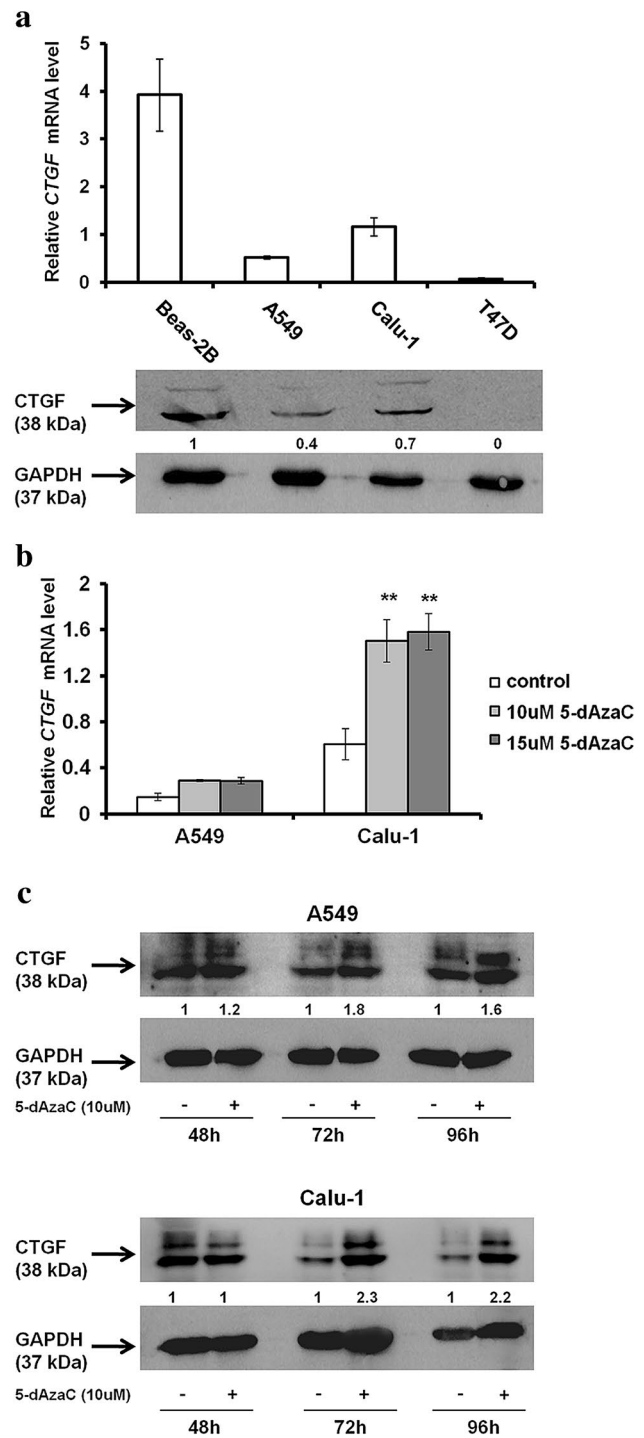 a
Relative CTGF mRNA level
5
4
3
2
1
0
Beas-2B
A549
Calu-1
T47D
CTGF
(38 kDa)
1 0.4 0.7 0
GAPDH
(37 kDa)
b
Relative CTGF mRNA level
2
1.6
1.2
0.8
0.4
0
** **
A549 Calu-1
control
10uM 5-dAzaC
15uM 5-dAzaC
c
A549
CTGF
(38 kDa)
1 1.2 1 1.8 1 1.6
GAPDH
(37 kDa)
5-dAzaC (10uM) - + - + - +
48h 72h 96h
Calu-1
CTGF
(38 kDa)
1 1 1 2.3 1 2.2
GAPDH
(37 kDa)
5-dAzaC (10uM) - + - + - +
48h 72h 96h